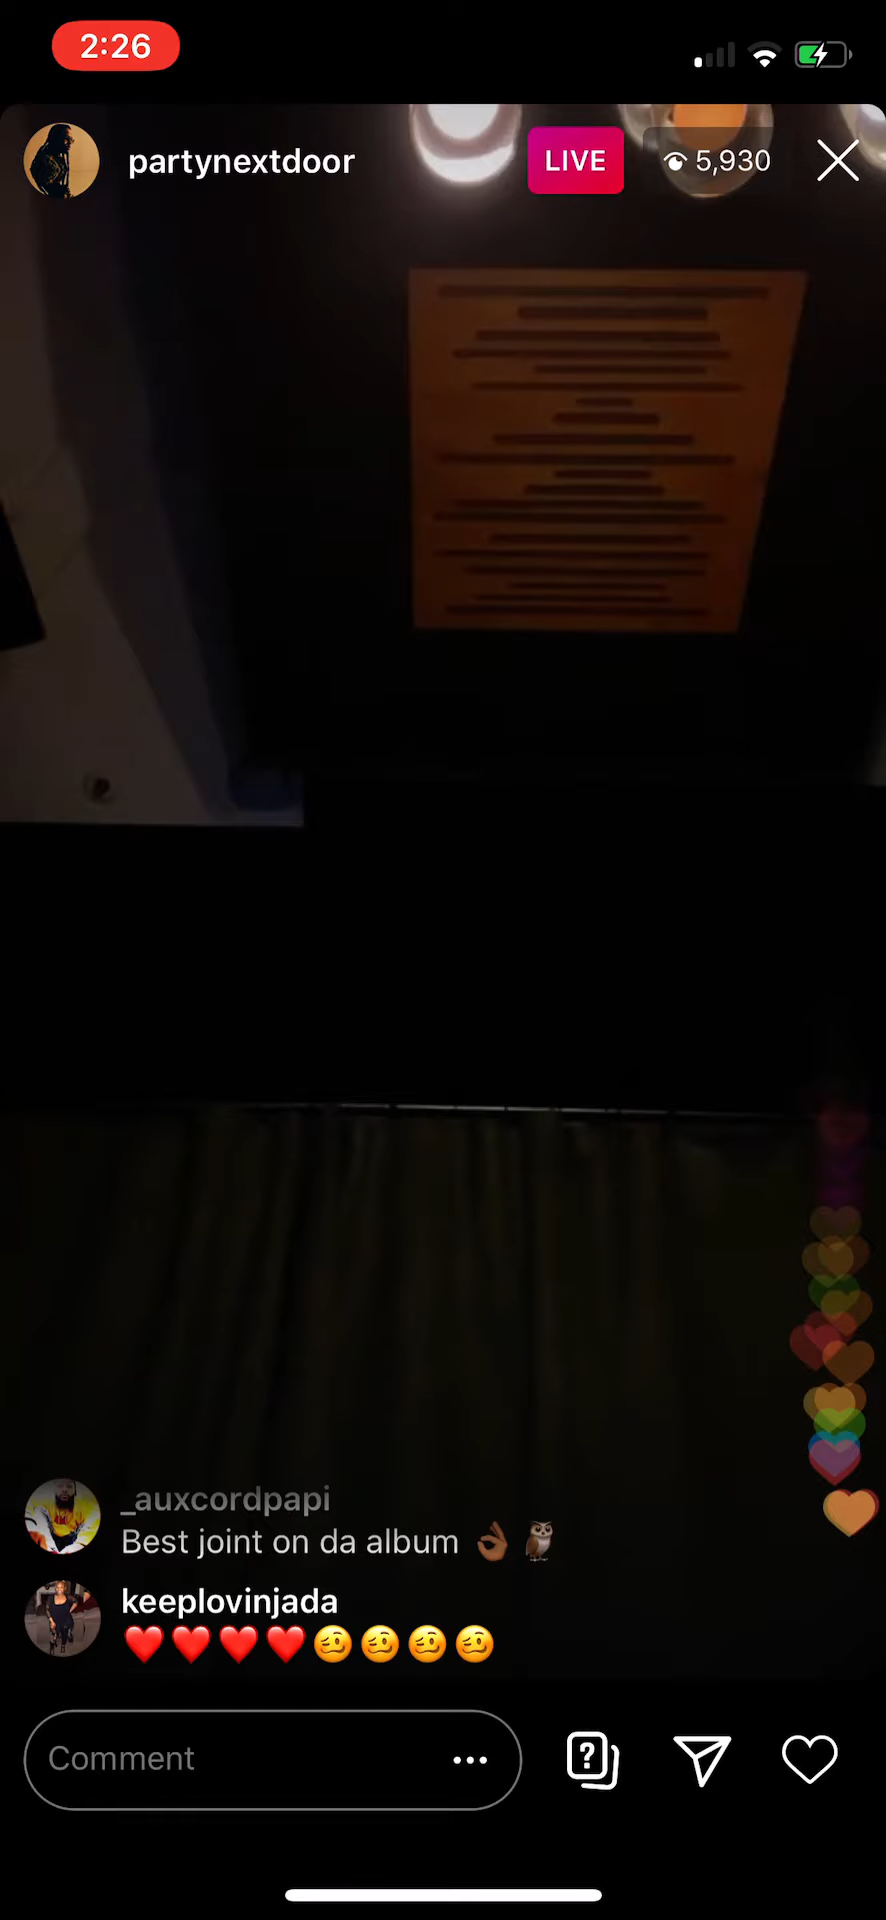 2:26
partynextdoor
LIVE
5,930
_auxcordpapi
Best joint on da album 👌🏾 🦉
keeplovinjada
❤️❤️❤️❤️🥴🥴🥴🥴
Comment
?